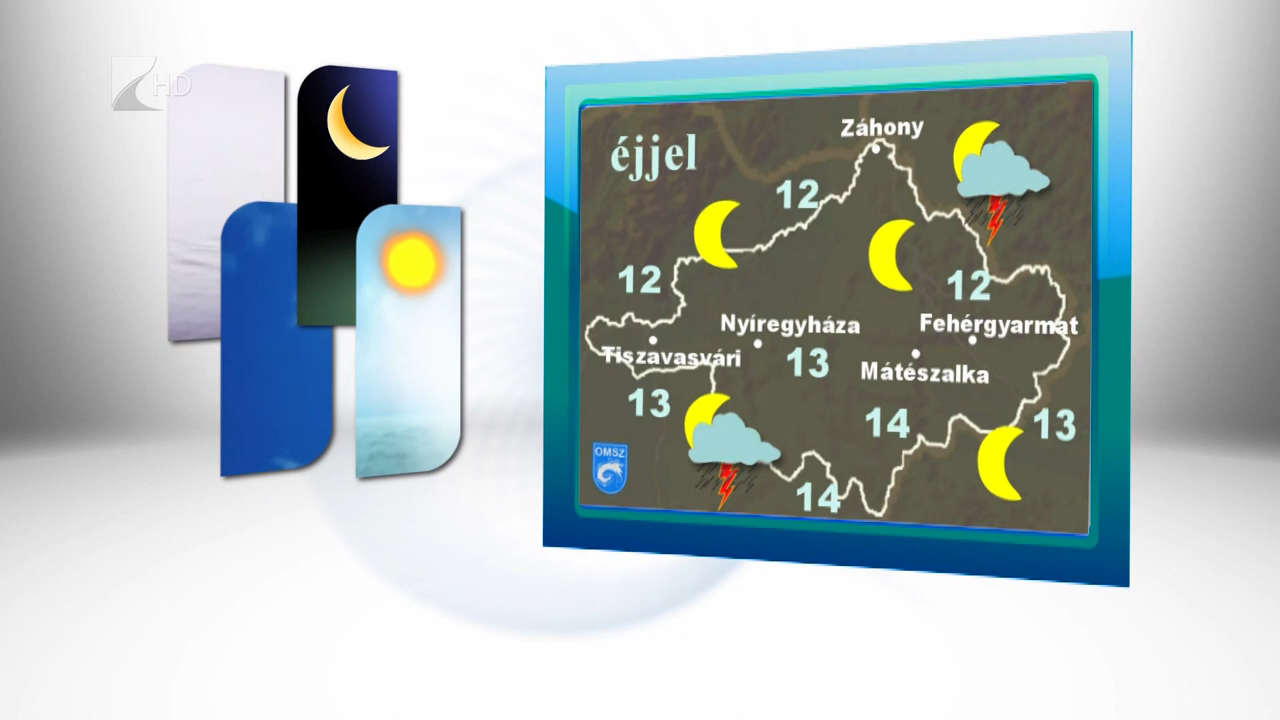 HD
éjjel
Záhony
12
12
12
Nyíregyháza
Fehérgyarmat
Tiszavasvári
13
Mátészalka
13
14
13
OMSZ
14